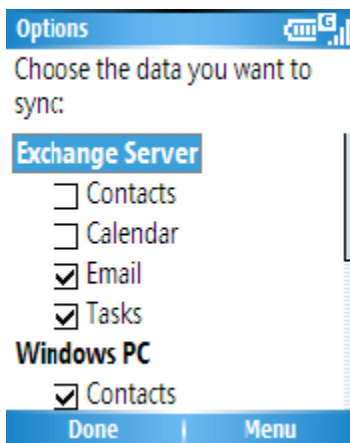 Options
G
Choose the data you want to
sync:
Exchange Server
Contacts
Calendar
Email
Tasks
Windows PC
Contacts
Done Menu